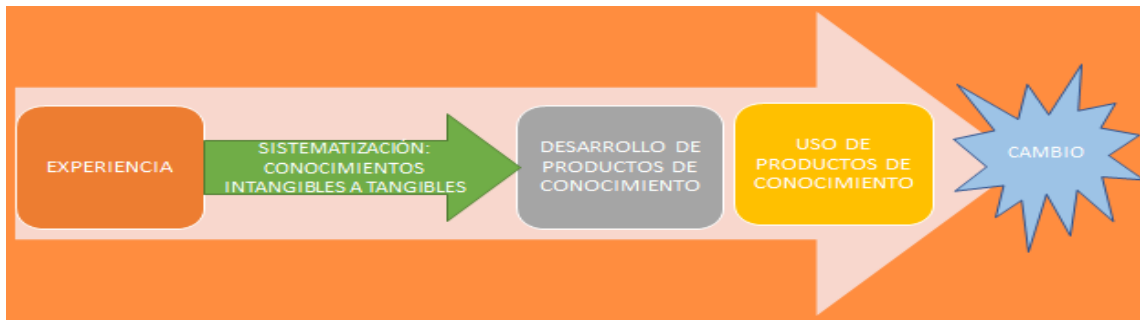 EXPERIENCIA
SISTEMATIZACIÓN:
CONOCIMIENTOS
INTANGIBLES A TANGIBLES
DESARROLLO DE
PRODUCTOS DE
CONOCIMIENTO
USO DE
PRODUCTOS DE
CONOCIMIENTO
CAMBIO